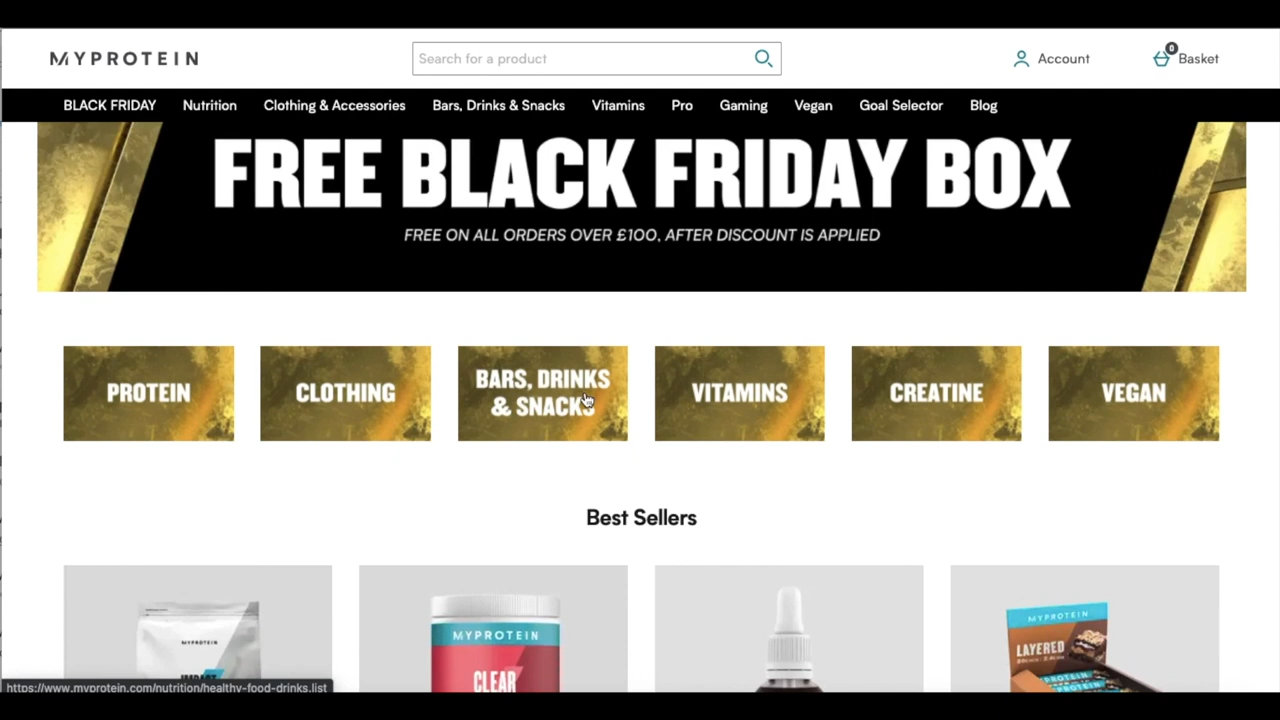 MYPROTEIN
Search for a product
Account
0
Basket
BLACK FRIDAY Nutrition Clothing & Accessories Bars, Drinks & Snacks Vitamins Pro Gaming Vegan Goal Selector Blog
FREE BLACK FRIDAY BOX
FREE ON ALL ORDERS OVER £100, AFTER DISCOUNT IS APPLIED
PROTEIN
CLOTHING
BARS, DRINKS
& SNACKS
VITAMINS
CREATINE
VEGAN
Best Sellers
MYPROTEIN
IMPACT
MYPROTEIN
CLEAR
MYPROTEIN
LAYERED
MYPROTEIN
https://www.myprotein.com/nutrition/healthy-food-drinks.list